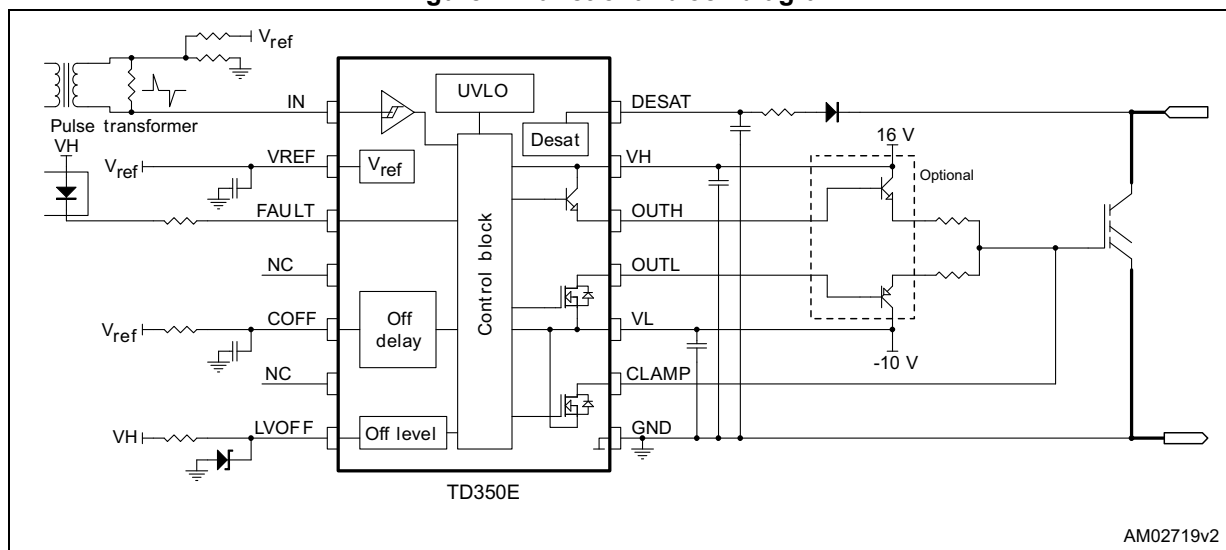 V_ref
IN
UVLO
DESAT
Desat
Pulse transformer
VH
V_ref
VREF
V_ref
VH
16 V
Optional
FAULT
OUTH
Control block
NC
OUTL
V_ref
COFF
Off
delay
VL
-10 V
NC
CLAMP
VH
LVOFF
Off level
GND
TD350E
AM02719v2